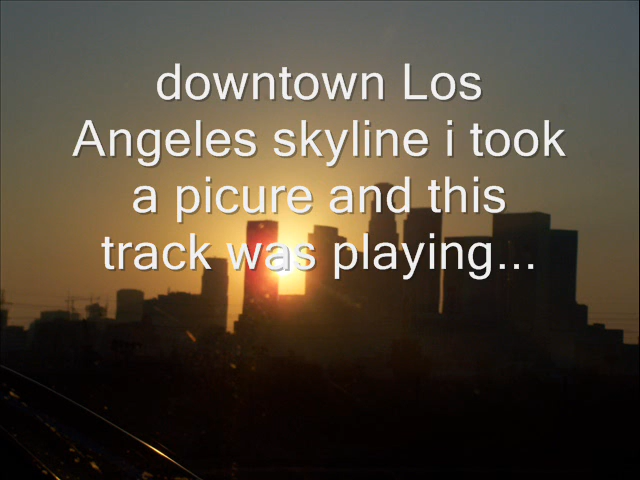 downtown Los
Angeles skyline i took
a picure and this
track was playing...